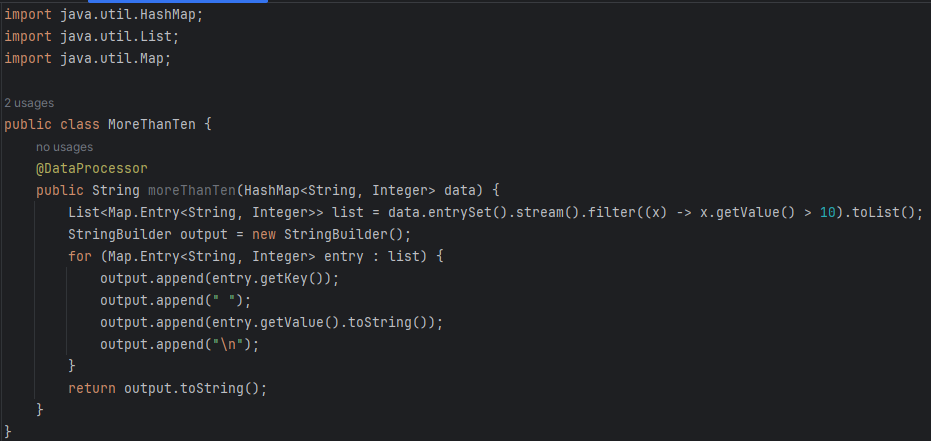 import java.util.HashMap;
import java.util.List;
import java.util.Map;
2 usages
public class MoreThanTen {
no usages
@DataProcessor
public String moreThanTen(HashMap<String, Integer> data) {
List<Map.Entry<String, Integer>> list = data.entrySet().stream().filter((x) -> x.getValue() > 10).toList();
StringBuilder output = new StringBuilder();
for (Map.Entry<String, Integer> entry : list) {
output.append(entry.getKey());
output.append(" ");
output.append(entry.getValue().toString());
output.append("\n");
}
return output.toString();
}
}